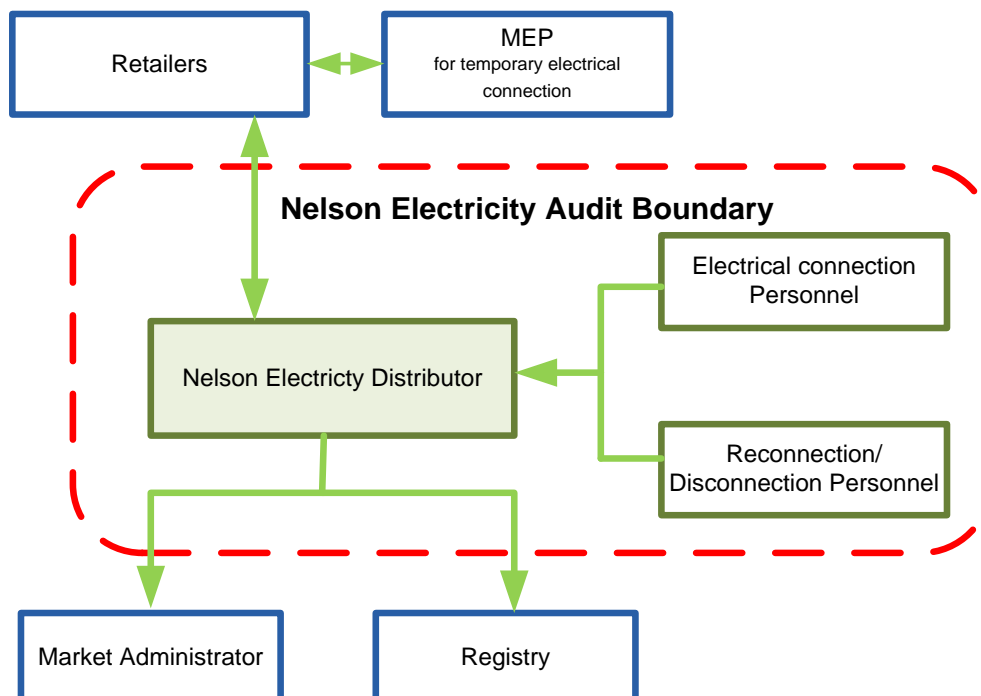 Retailers
MEP
for temporary electrical
connection
Nelson Electricity Audit Boundary
Electrical connection
Personnel
Nelson Electricty Distributor
Reconnection/
Disconnection Personnel
Market Administrator
Registry